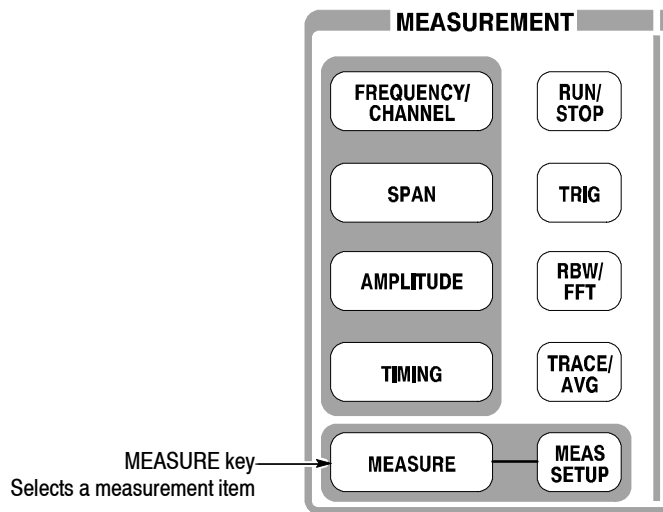 MEASUREMENT
FREQUENCY/
CHANNEL
RUN/
STOP
SPAN
TRIG
AMPLITUDE
RBW/
FFT
TIMING
TRACE/
AVG
MEASURE key
Selects a measurement item
MEASURE
MEAS
SETUP